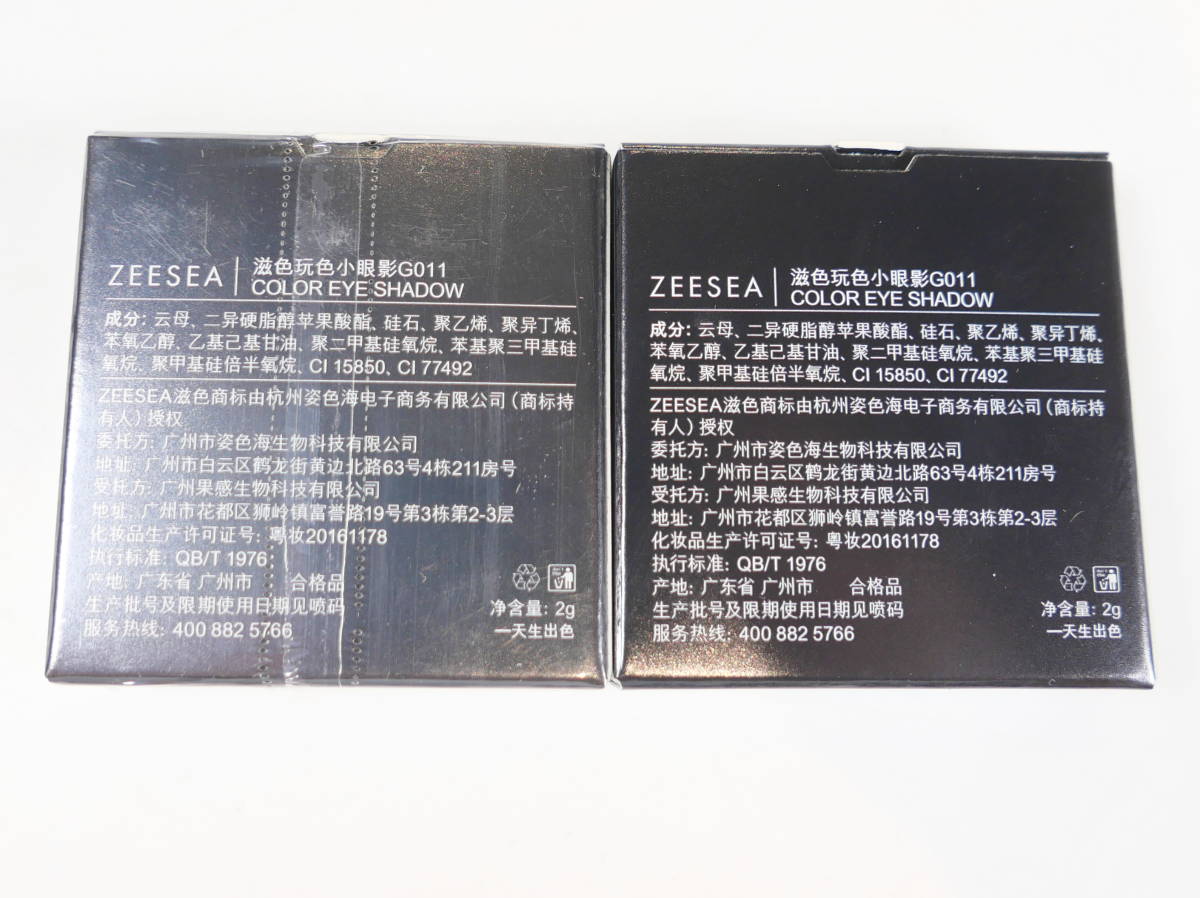 ZEESEA
滋色玩色小眼影G011
COLOR EYE SHADOW
成分: 云母、二异硬脂醇苹果酸酯、硅石、聚乙烯、聚异丁烯、
苯氧乙醇、乙基己基甘油、聚二甲基硅氧烷、苯基聚三甲基硅
氧烷、聚甲基硅倍半氧烷、CI 15850、CI 77492
ZEESEA滋色商标由杭州姿色海电子商务有限公司(商标持
有人)授权
委托方: 广州市姿色海生物科技有限公司
地址: 广州市白云区鹤龙街黄边北路63号4栋211房号
受托方: 广州果感生物科技有限公司
地址: 广州市花都区狮岭镇富誉路19号第3栋第2-3层
化妆品生产许可证号: 粤妆20161178
执行标准: QB/T 1976
产地: 广东省 广州市 合格品
生产批号及限期使用日期见喷码
净含量: 2g
服务热线: 400 882 5766
一天生出色
ZEESEA
滋色玩色小眼影G011
COLOR EYE SHADOW
成分: 云母、二异硬脂醇苹果酸酯、硅石、聚乙烯、聚异丁烯、
苯氧乙醇、乙基己基甘油、聚二甲基硅氧烷、苯基聚三甲基硅
氧烷、聚甲基硅倍半氧烷、CI 15850、CI 77492
ZEESEA滋色商标由杭州姿色海电子商务有限公司(商标持
有人)授权
委托方: 广州市姿色海生物科技有限公司
地址: 广州市白云区鹤龙街黄边北路63号4栋211房号
受托方: 广州果感生物科技有限公司
地址: 广州市花都区狮岭镇富誉路19号第3栋第2-3层
化妆品生产许可证号: 粤妆20161178
执行标准: QB/T 1976
产地: 广东省 广州市 合格品
生产批号及限期使用日期见喷码
净含量: 2g
服务热线: 400 882 5766
一天生出色